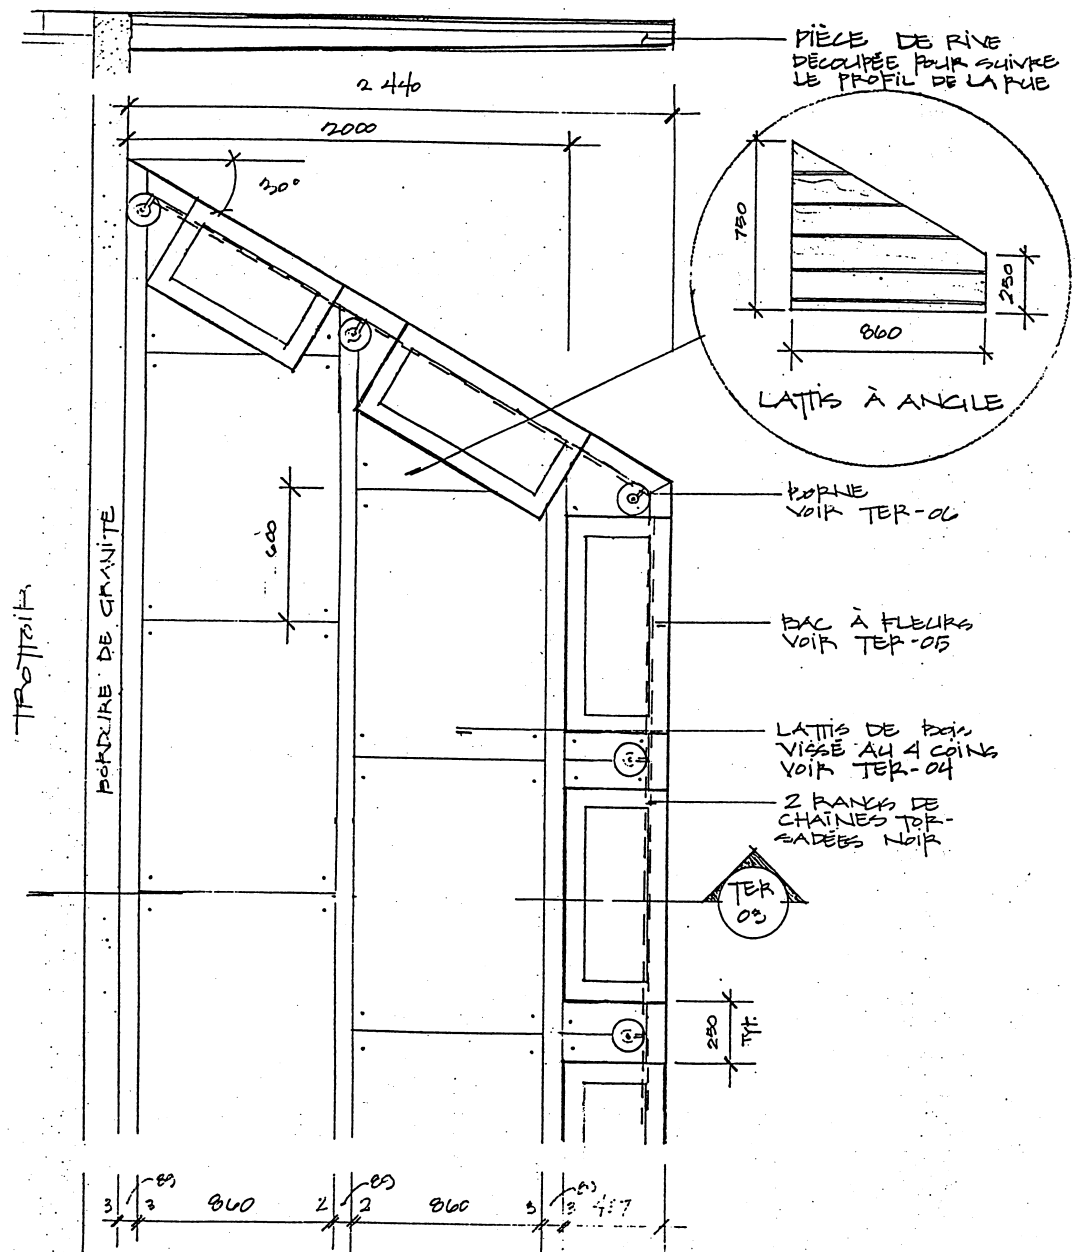 PIÈCE DE RIVE
DÉCOUPÉE POUR SUIVRE
LE PROFIL DE LA RUE
2 440
2000
30°
750
250
860
LATTIS À ANGLE
BORNE
VOIR TER-06
600
BORDURE DE GRANITE
TROTTOIR
BAC À FLEURS
VOIR TER-05
LATTIS DE BOIS
VISSÉ AU 4 COINS
VOIR TER-04
2 RANGS DE
CHAÎNES TOR-
SADÉES NOIR
TER
03
250
TYP.
3 89 3 860 2 89 2 860 3 89 3